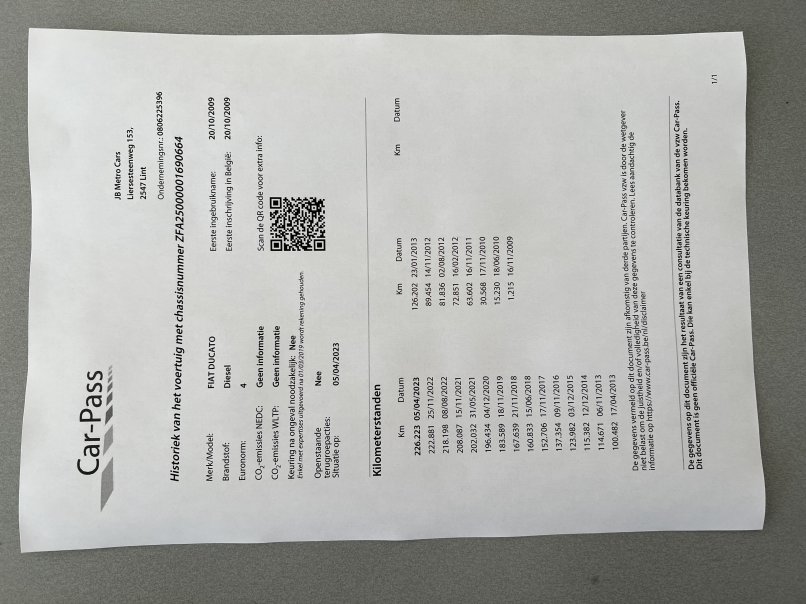 Car-Pass
JB Metro Cars
Liersesteenweg 153,
2547 Lint
Ondernemingsnr.: 0806225396
Historiek van het voertuig met chassisnummer ZFA25000001690664
Merk/Model: FIAT DUCATO
Brandstof: Diesel
Euronorm: 4
CO2-emissies NEDC: Geen informatie
CO2-emissies WLTP: Geen informatie
Keuring na ongeval noodzakelijk: Nee
Enkel met expertises uitgevoerd na 01/03/2019 wordt rekening gehouden.
Openstaande
terugroepacties: Nee
Situatie op: 05/04/2023
Eerste ingebruikname: 20/10/2009
Eerste inschrijving in België: 20/10/2009
Scan de QR code voor extra info:
Kilometerstanden
Km Datum
226.223 05/04/2023
222.881 25/11/2022
218.198 08/08/2022
208.087 15/11/2021
202.032 31/05/2021
196.434 04/12/2020
183.589 18/11/2019
167.639 21/11/2018
160.833 15/06/2018
152.706 17/11/2017
137.354 09/11/2016
123.982 03/12/2015
115.382 12/12/2014
114.671 06/11/2013
100.482 17/04/2013
Km Datum
126.202 23/01/2013
89.454 14/11/2012
81.836 02/08/2012
72.851 16/02/2012
63.602 16/11/2011
30.568 17/11/2010
15.230 18/06/2010
1.215 16/11/2009
Km Datum
De gegevens vermeld op dit document zijn afkomstig van derde partijen. Car-Pass vzw is door de wetgever
niet belast om de juistheid en/of volledigheid van deze gegevens te controleren. Lees aandachtig de
informatie op https://www.car-pass.be/nl/disclaimer
De gegevens op dit document zijn het resultaat van een consultatie van de databank van de vzw Car-Pass.
Dit document is geen officiële Car-Pass. Die kan enkel bij de technische keuring bekomen worden.
1/1